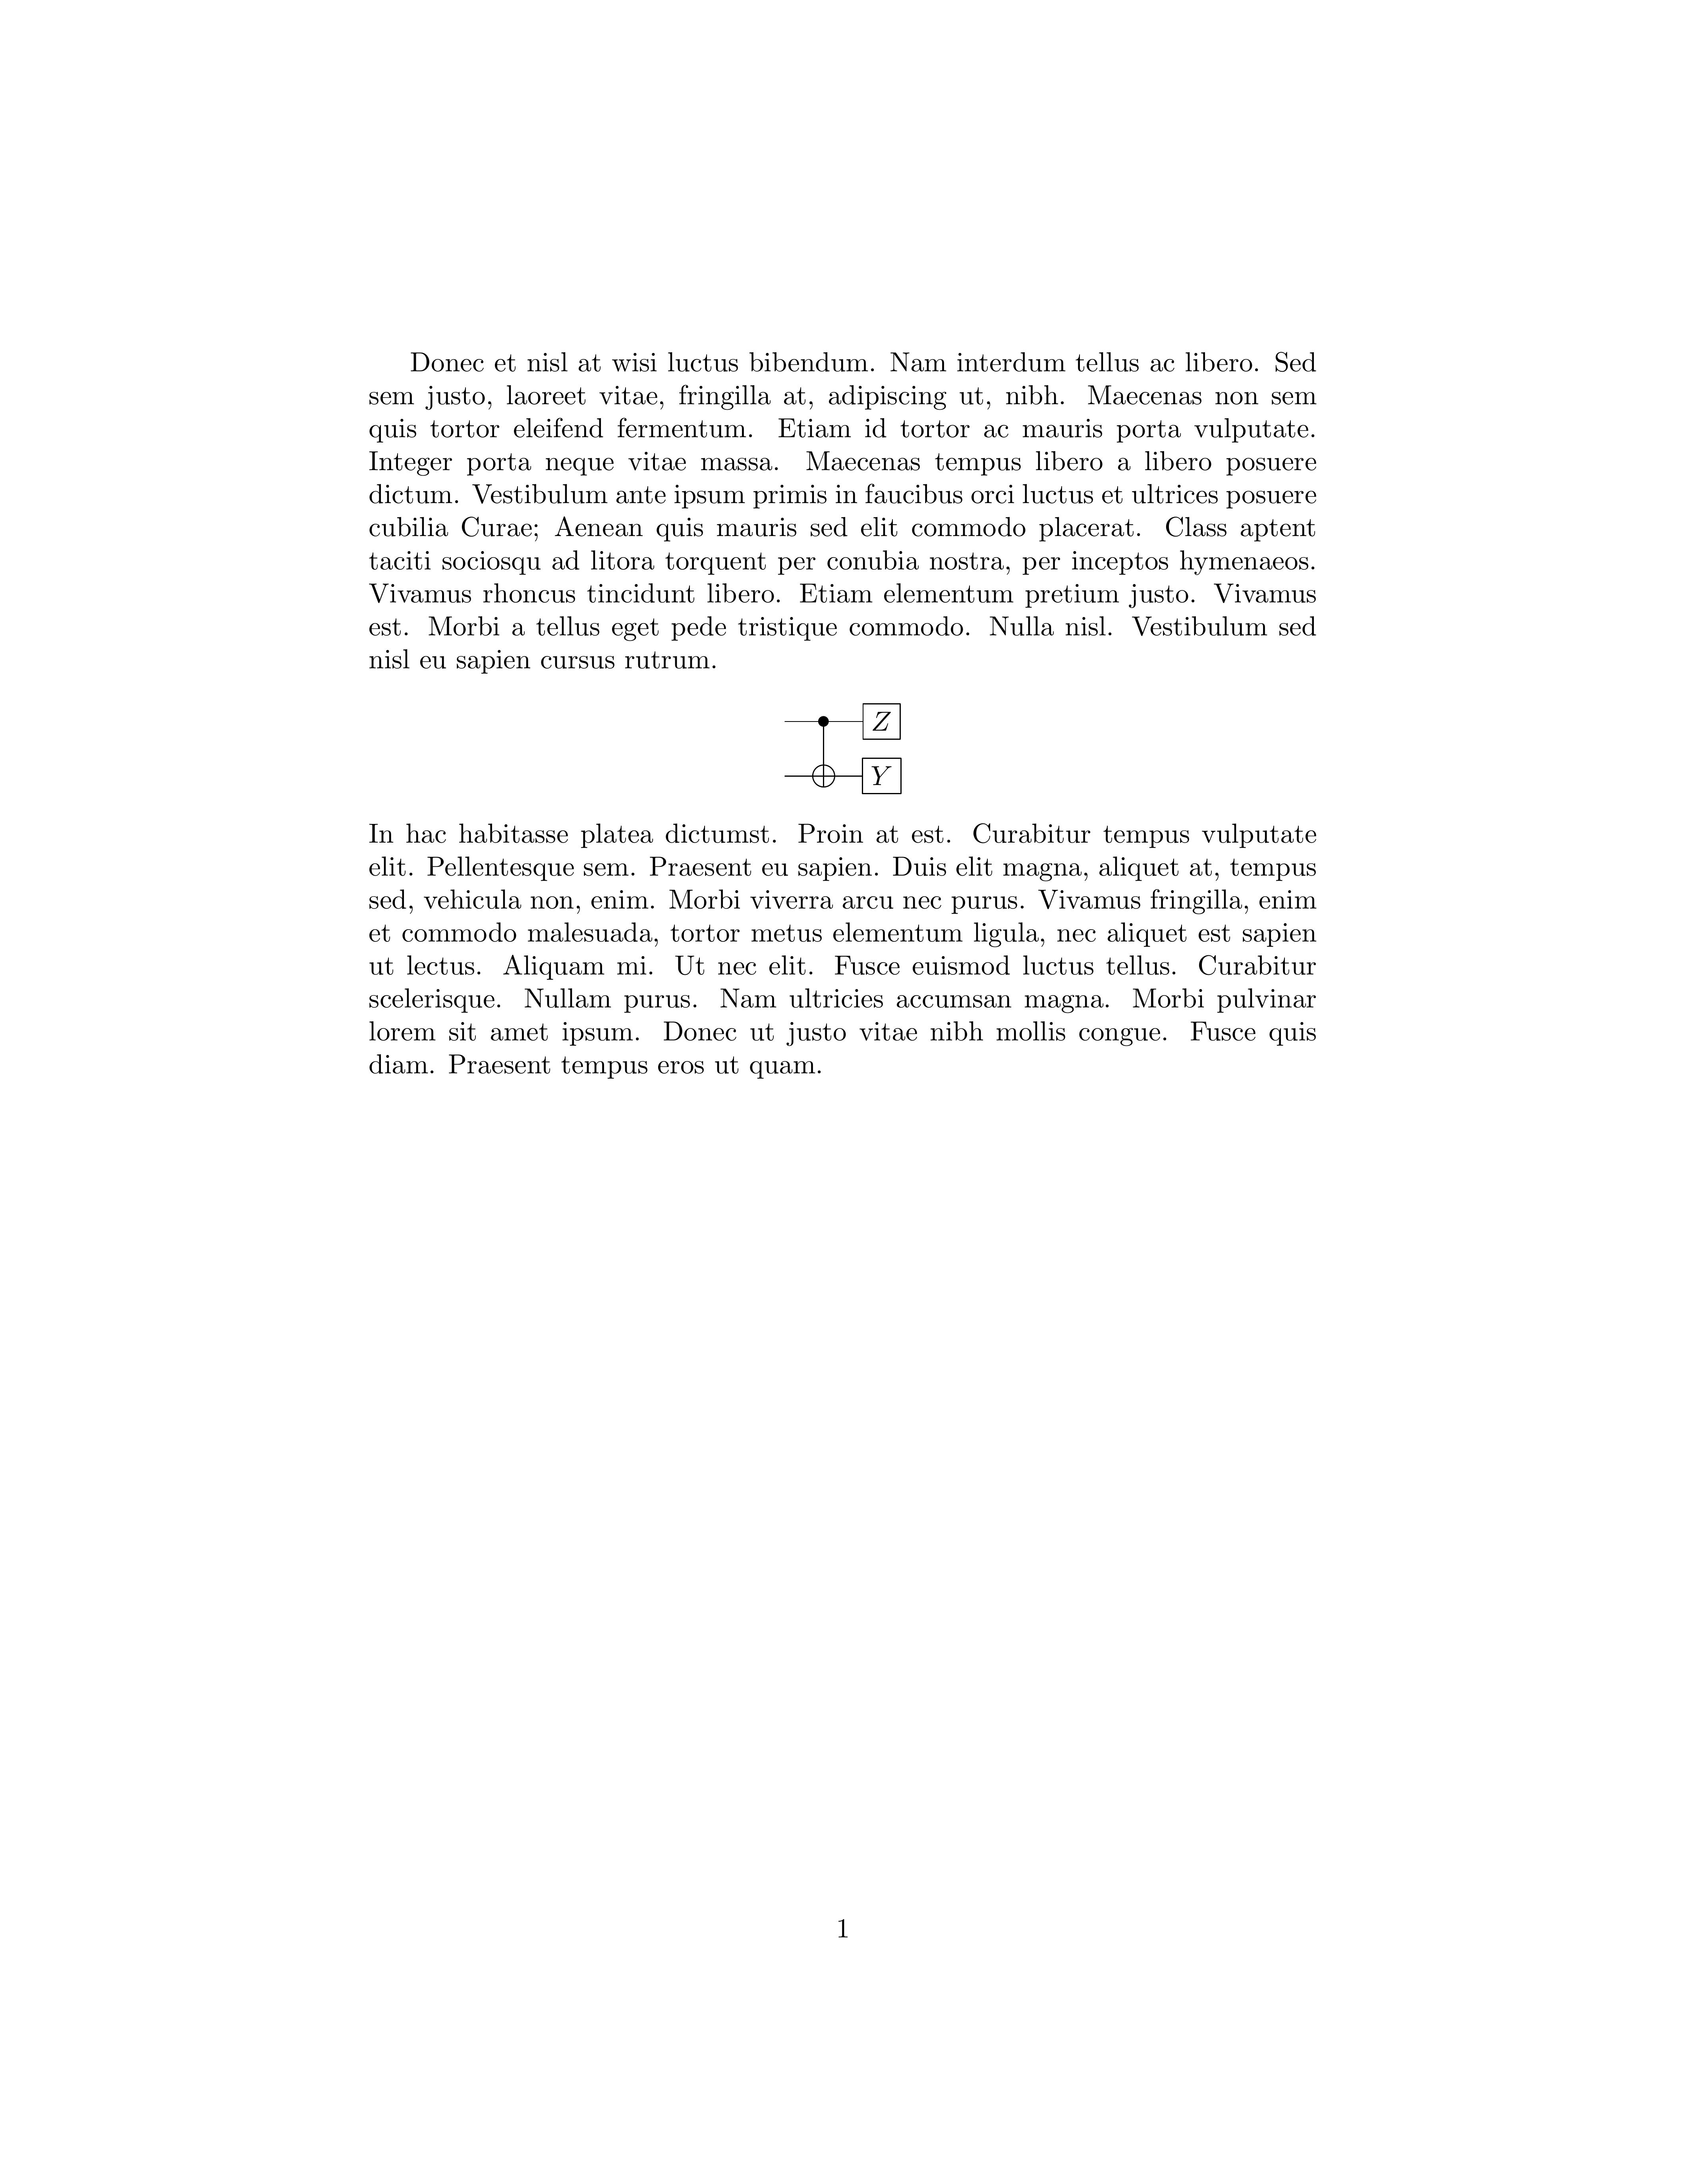 Donec et nisl at wisi luctus bibendum. Nam interdum tellus ac libero. Sed
sem justo, laoreet vitae, fringilla at, adipiscing ut, nibh. Maecenas non sem
quis tortor eleifend fermentum. Etiam id tortor ac mauris porta vulputate.
Integer porta neque vitae massa. Maecenas tempus libero a libero posuere
dictum. Vestibulum ante ipsum primis in faucibus orci luctus et ultrices posuere
cubilia Curae; Aenean quis mauris sed elit commodo placerat. Class aptent
taciti sociosqu ad litora torquent per conubia nostra, per inceptos hymenaeos.
Vivamus rhoncus tincidunt libero. Etiam elementum pretium justo. Vivamus
est. Morbi a tellus eget pede tristique commodo. Nulla nisl. Vestibulum sed
nisl eu sapien cursus rutrum.
Z
Y
In hac habitasse platea dictumst. Proin at est. Curabitur tempus vulputate
elit. Pellentesque sem. Praesent eu sapien. Duis elit magna, aliquet at, tempus
sed, vehicula non, enim. Morbi viverra arcu nec purus. Vivamus fringilla, enim
et commodo malesuada, tortor metus elementum ligula, nec aliquet est sapien
ut lectus. Aliquam mi. Ut nec elit. Fusce euismod luctus tellus. Curabitur
scelerisque. Nullam purus. Nam ultricies accumsan magna. Morbi pulvinar
lorem sit amet ipsum. Donec ut justo vitae nibh mollis congue. Fusce quis
diam. Praesent tempus eros ut quam.
1